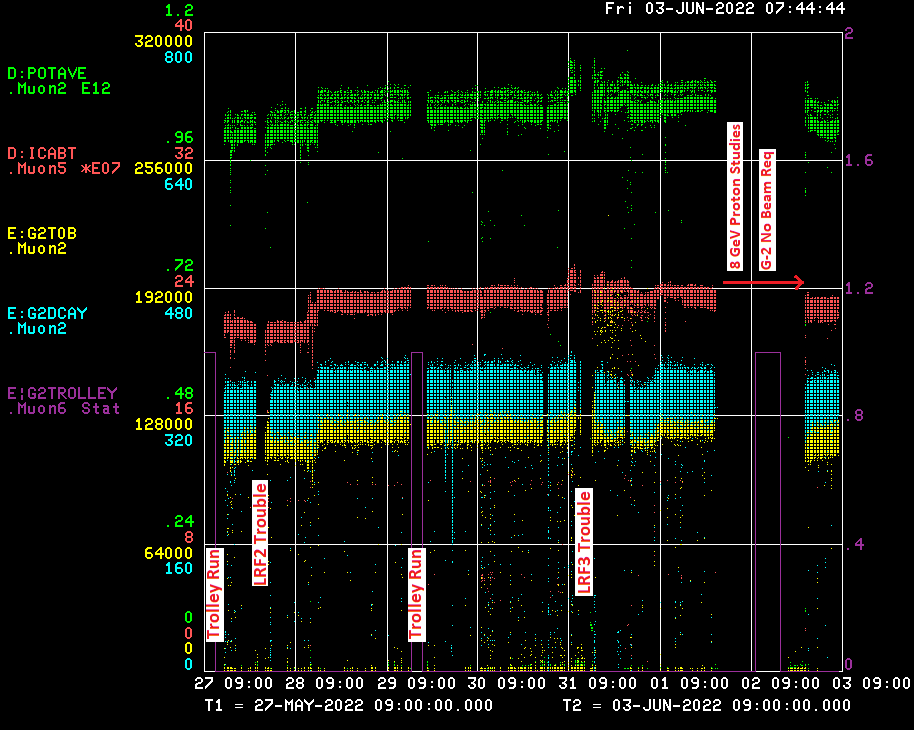 Fri 03-JUN-2022 07:44:44
1.2
40
320000
800
2
D:POTAVE
.Muon2 E12
.96
32
256000
640
1.6
D:ICABT
.Muon5 *E07
E:G2TOB
.Muon2
.72
24
192000
480
1.2
E:G2DCAY
.Muon2
E¦G2TROLLEY
.Muon6 Stat
.48
16
128000
320
.8
.24
8
64000
160
.4
0
0
0
0
0
Trolley Run
LRF2 Trouble
Trolley Run
LRF3 Trouble
8 GeV Proton Studies
G-2 No Beam Req
27 09:00 28 09:00 29 09:00 30 09:00 31 09:00 01 09:00 02 09:00 03 09:00
T1 = 27-MAY-2022 09:00:00.000 T2 = 03-JUN-2022 09:00:00.000